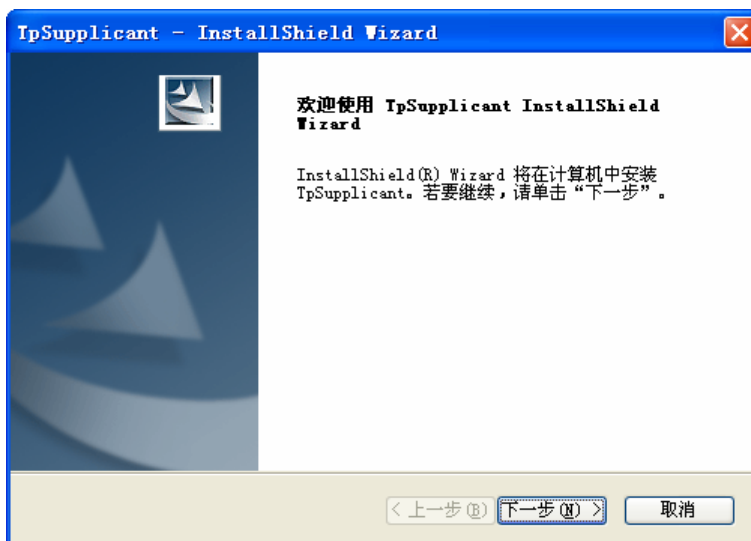 TpSupplicant - InstallShield Wizard
欢迎使用 TpSupplicant InstallShield
Wizard
InstallShield(R) Wizard 将在计算机中安装
TpSupplicant。若要继续，请单击“下一步”。
< 上一步(B) 下一步(N) > 取消